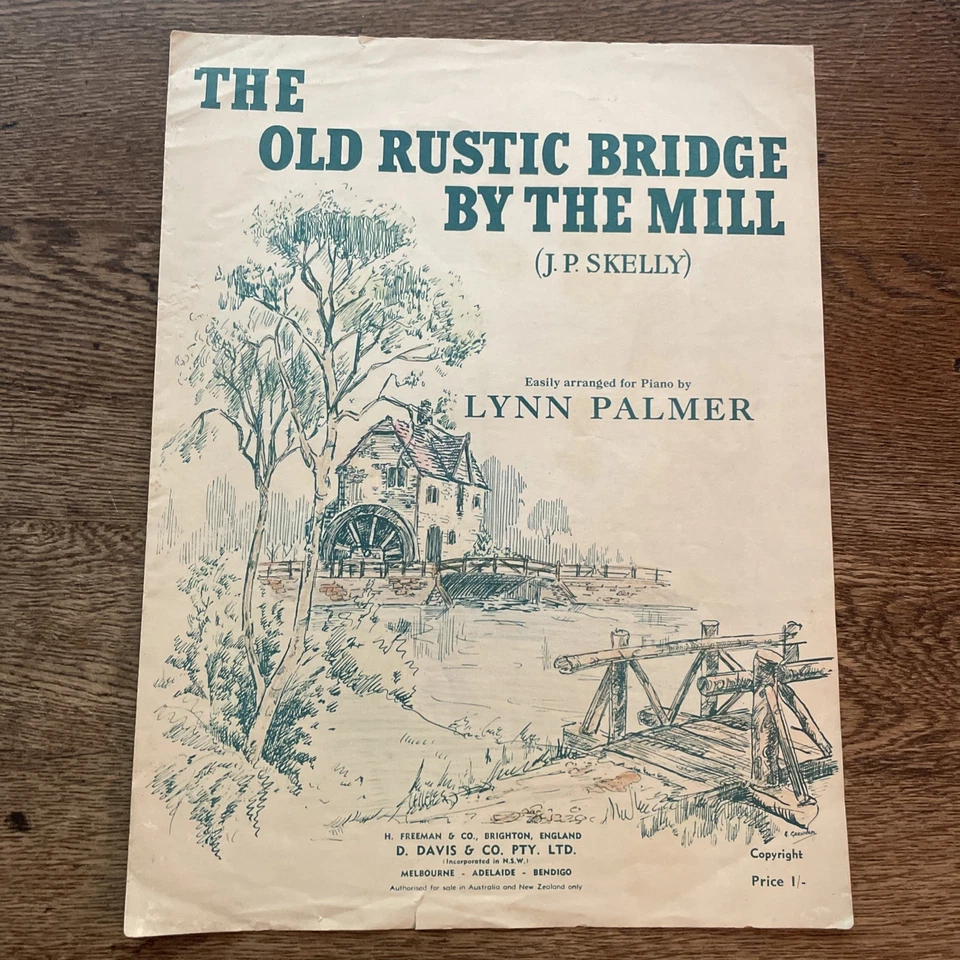 THE
OLD RUSTIC BRIDGE
BY THE MILL
(J. P. SKELLY)
Easily arranged for Piano by
LYNN PALMER
H. FREEMAN & CO., BRIGHTON, ENGLAND
D. DAVIS & CO. PTY. LTD.
(Incorporated in N.S.W.)
MELBOURNE - ADELAIDE - BENDIGO
Authorised for sale in Australia and New Zealand only
Copyright
Price 1/-